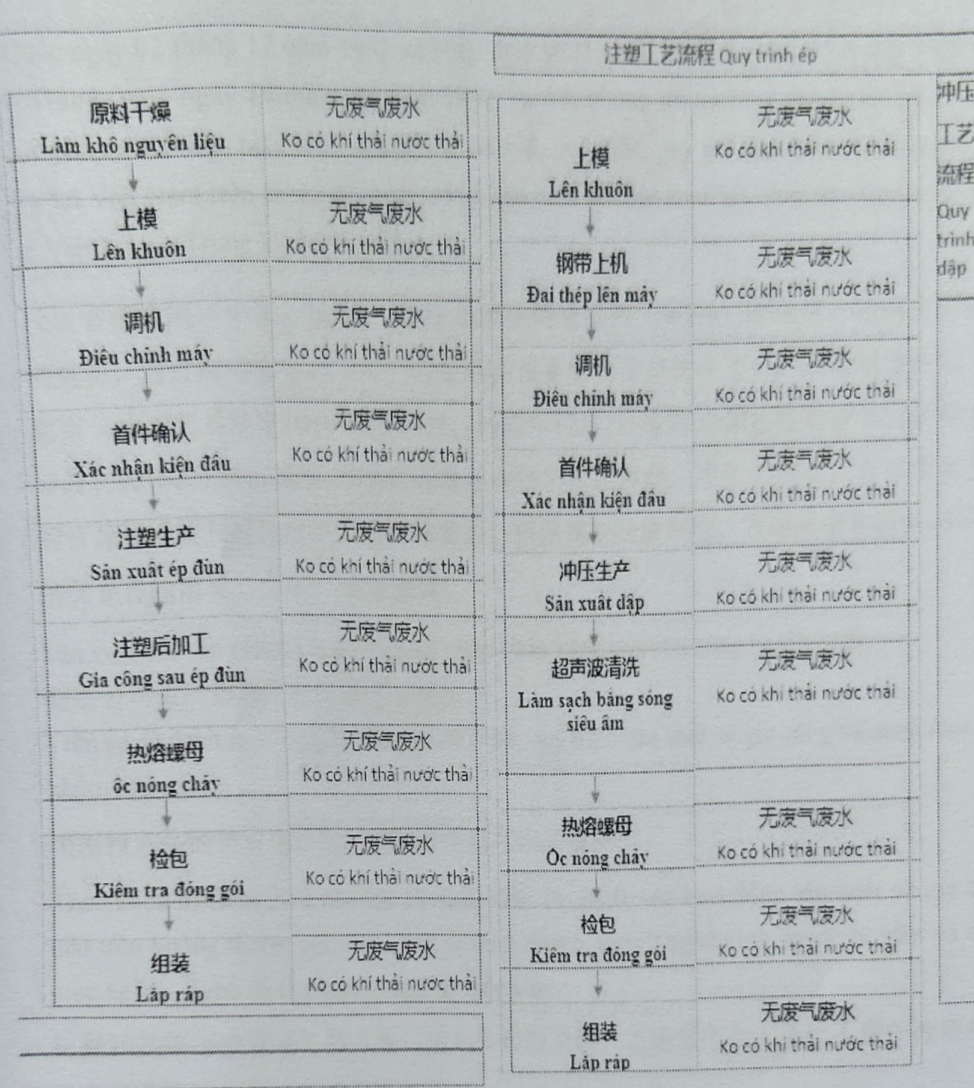 注塑工艺流程 Quy trình ép
原料干燥
Làm khô nguyên liệu
无废气废水
Ko có khí thải nước thải
上模
Lên khuôn
无废气废水
Ko có khí thải nước thải
调机
Điều chỉnh máy
无废气废水
Ko có khí thải nước thải
首件确认
Xác nhận kiện đầu
无废气废水
Ko có khí thải nước thải
注塑生产
Sản xuất ép đùn
无废气废水
Ko có khí thải nước thải
注塑后加工
Gia công sau ép đùn
无废气废水
Ko có khí thải nước thải
热熔螺母
ốc nóng chảy
无废气废水
Ko có khí thải nước thải
检包
Kiểm tra đóng gói
无废气废水
Ko có khí thải nước thải
组装
Lắp ráp
无废气废水
Ko có khí thải nước thải
上模
Lên khuôn
无废气废水
Ko có khí thải nước thải
钢带上机
Đai thép lên máy
无废气废水
Ko có khí thải nước thải
调机
Điều chỉnh máy
无废气废水
Ko có khí thải nước thải
首件确认
Xác nhận kiện đầu
无废气废水
Ko có khí thải nước thải
冲压生产
Sản xuất dập
无废气废水
Ko có khí thải nước thải
超声波清洗
Làm sạch bằng sóng
siêu âm
无废气废水
Ko có khí thải nước thải
热熔螺母
Ốc nóng chảy
无废气废水
Ko có khí thải nước thải
检包
Kiểm tra đóng gói
无废气废水
Ko có khí thải nước thải
组装
Lắp ráp
无废气废水
Ko có khí thải nước thải
冲压
工艺
流程
Quy
trình
dập